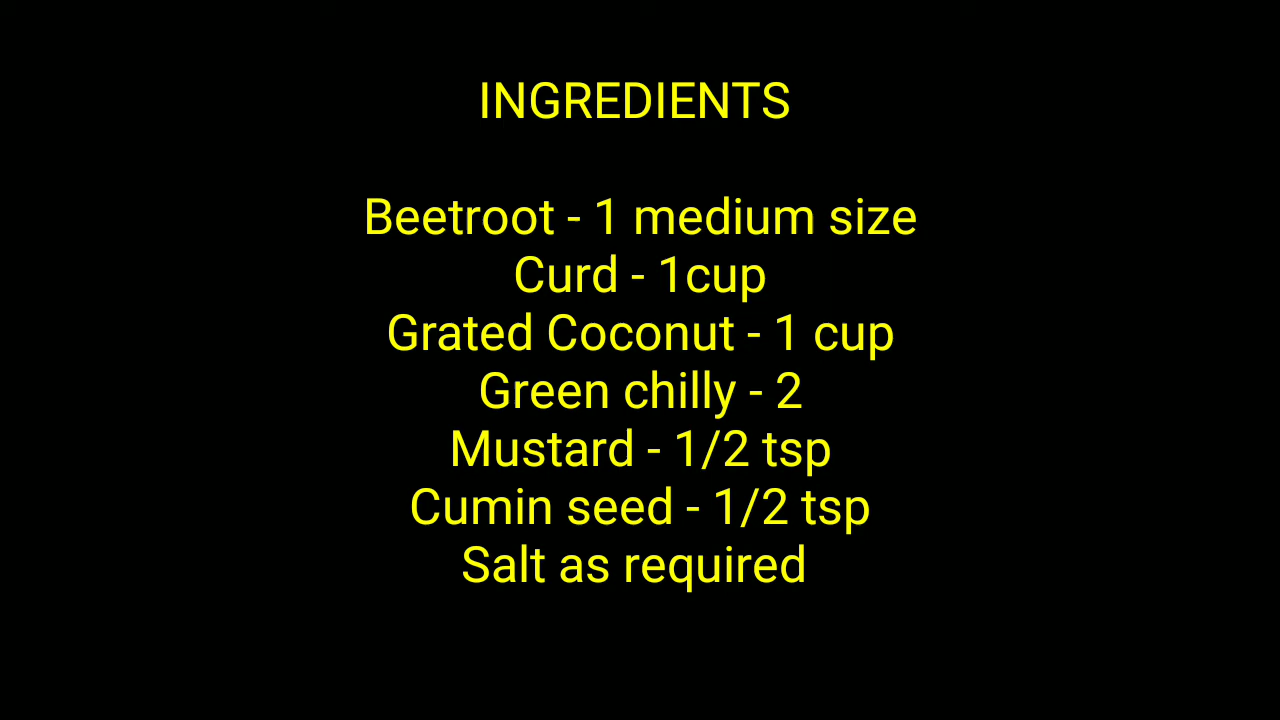 INGREDIENTS
Beetroot - 1 medium size
Curd - 1cup
Grated Coconut - 1 cup
Green chilly - 2
Mustard - 1/2 tsp
Cumin seed - 1/2 tsp
Salt as required